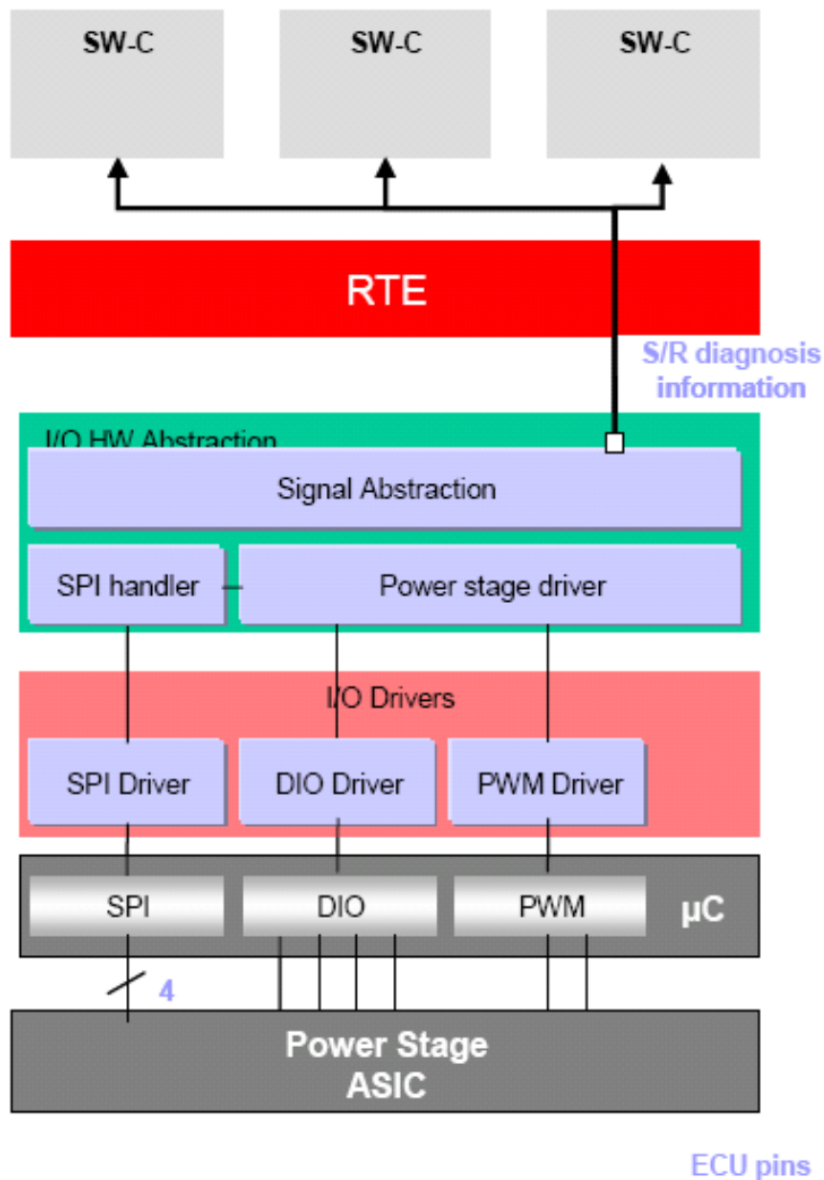 SW-C
SW-C
SW-C
RTE
S/R diagnosis
information
I/O HW Abstraction
Signal Abstraction
SPI handler
Power stage driver
I/O Drivers
SPI Driver
DIO Driver
PWM Driver
SPI
DIO
PWM
µC
4
Power Stage
ASIC
ECU pins